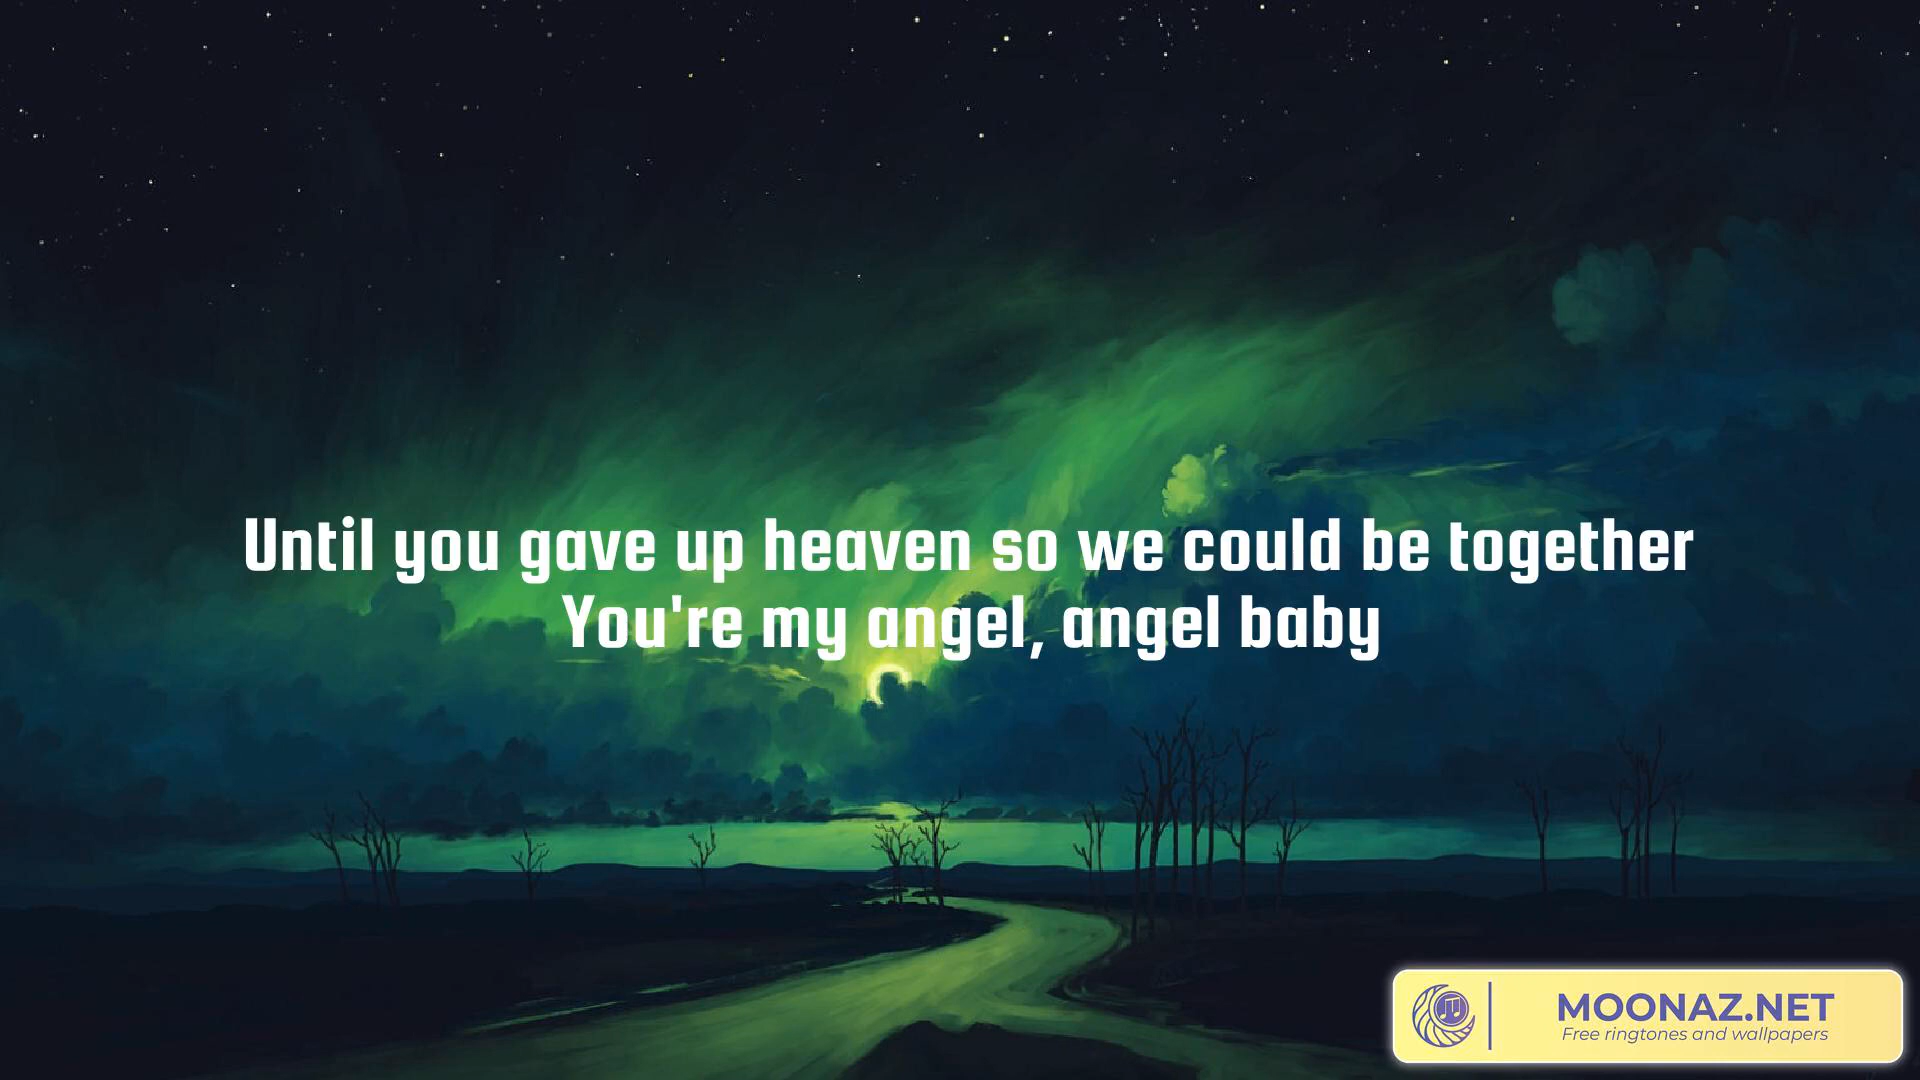 Until you gave up heaven so we could be together
You're my angel, angel baby
MOONAZ.NET
Free ringtones and wallpapers